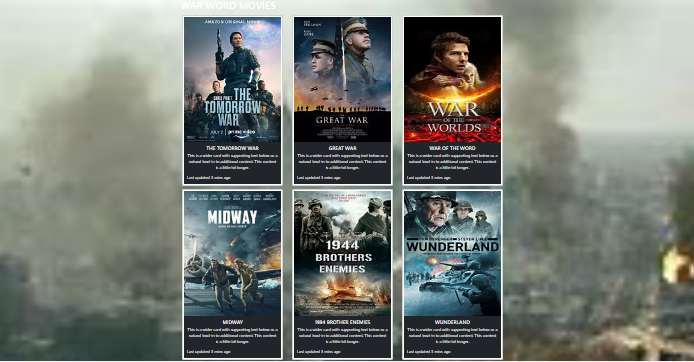 WAR WORD MOVIES
AMAZON ORIGINAL MOVIE
CHRIS PRATT
THE
TOMORROW
WAR
JULY 2 prime video
THE TOMORROW WAR
This is a wider card with supporting text below as a
natural lead-in to additional content. This content
is a little bit longer.
Last updated 3 mins ago
GREAT WAR
GREAT WAR
This is a wider card with supporting text below as a
natural lead-in to additional content. This content
is a little bit longer.
Last updated 3 mins ago
WAR
OF THE
WORLDS
WAR OF THE WORD
This is a wider card with supporting text below as a
natural lead-in to additional content. This content
is a little bit longer.
Last updated 3 mins ago
MIDWAY
MIDWAY
This is a wider card with supporting text below as a
natural lead-in to additional content. This content
is a little bit longer.
Last updated 3 mins ago
1944
BROTHERS
ENEMIES
1984 BROTHER ENEMIES
This is a wider card with supporting text below as a
natural lead-in to additional content. This content
is a little bit longer.
Last updated 3 mins ago
TOM BERENGER STEVEN LUKE
WUNDERLAND
WUNDERLAND
This is a wider card with supporting text below as a
natural lead-in to additional content. This content
is a little bit longer.
Last updated 3 mins ago